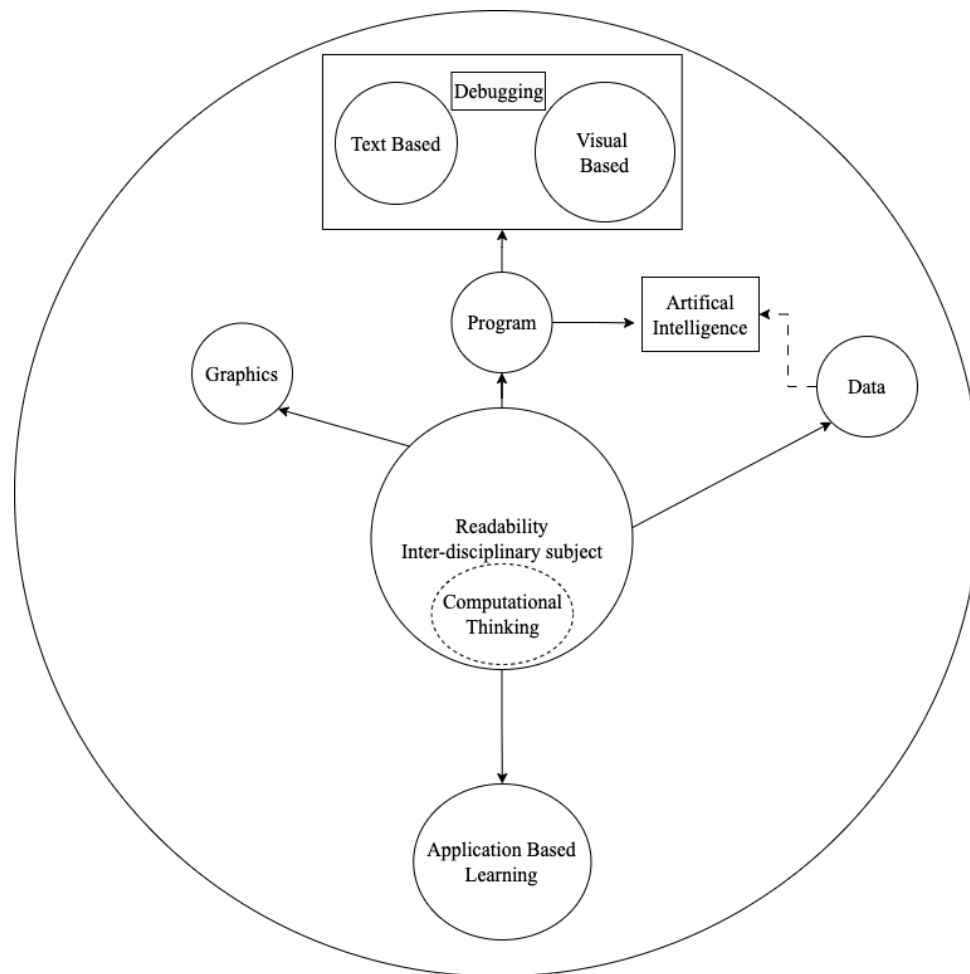 Debugging
Text Based
Visual
Based
Program
Artifical
Intelligence
Graphics
Data
Readability
Inter-disciplinary subject
Computational
Thinking
Application Based
Learning